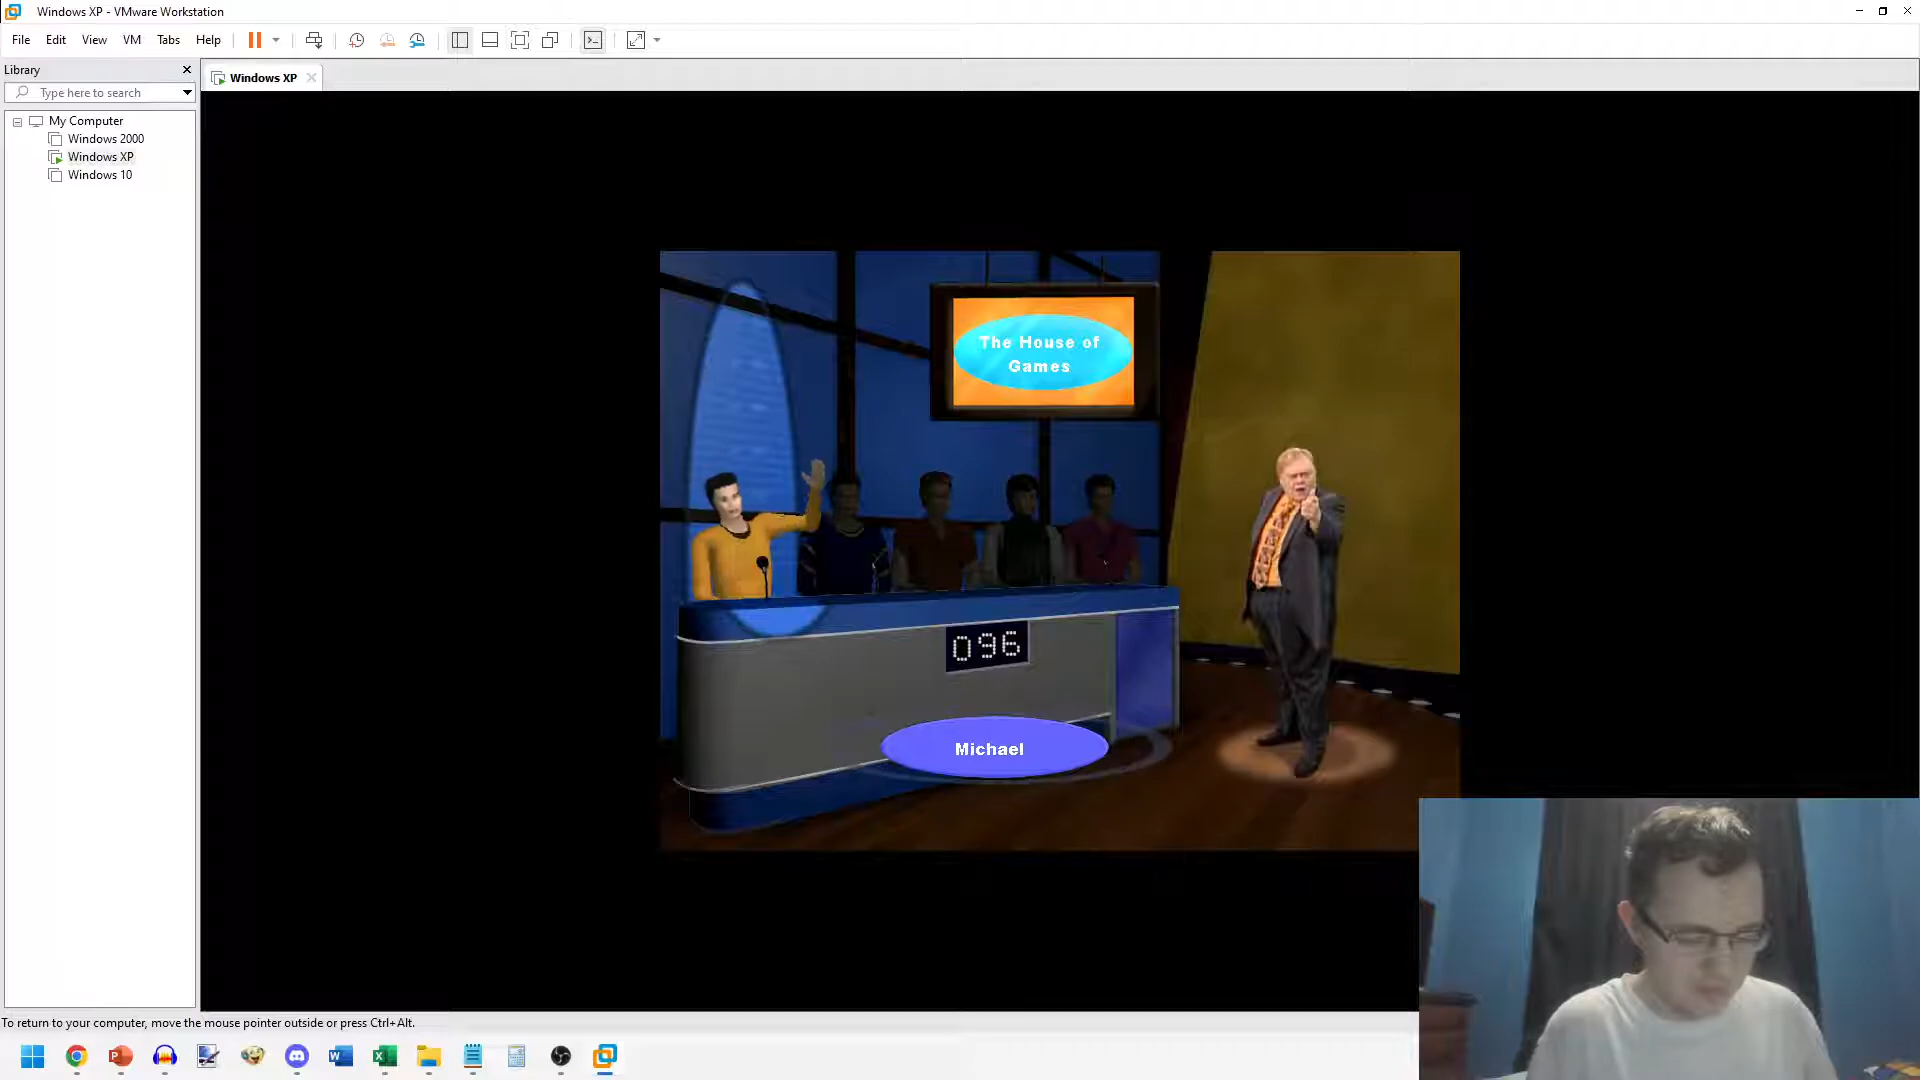 Windows XP - VMware Workstation
File Edit View VM Tabs Help
Library
Windows XP
Type here to search
My Computer
Windows 2000
Windows XP
Windows 10
The House of
Games
096
Michael
To return to your computer, move the mouse pointer outside or press Ctrl+Alt.